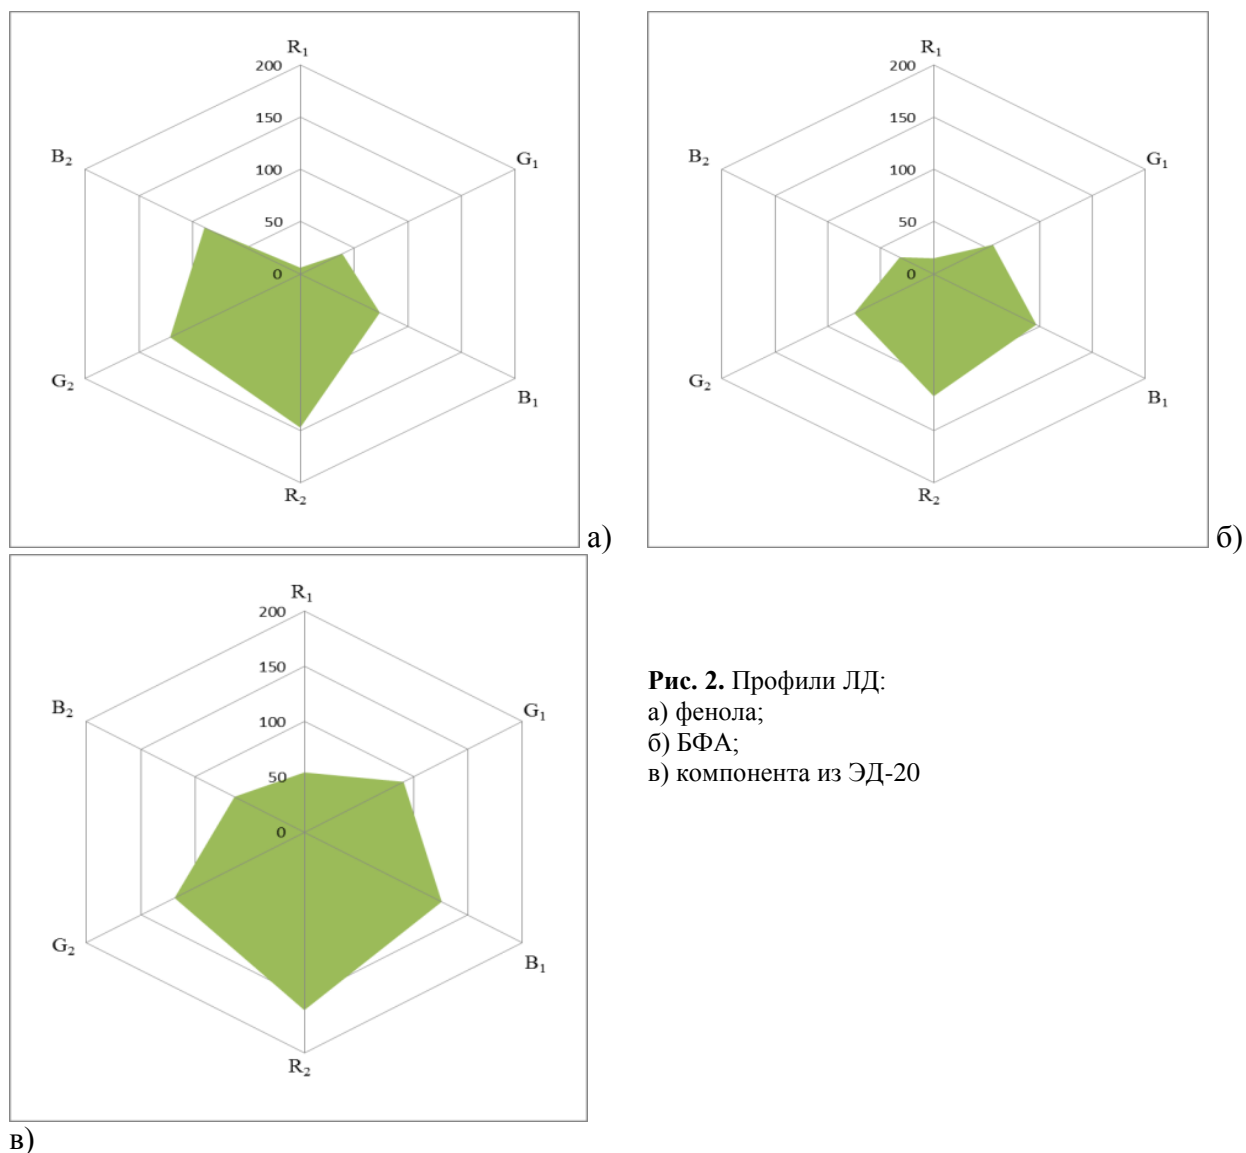 R₁
200
150
100
50
0
B₂
G₁
G₂
B₁
R₂
а)
R₁
200
150
100
50
0
B₂
G₁
G₂
B₁
R₂
б)
R₁
200
150
100
50
0
B₂
G₁
G₂
B₁
R₂
в)
Рис. 2. Профили ЛД:
а) фенола;
б) БФА;
в) компонента из ЭД-20